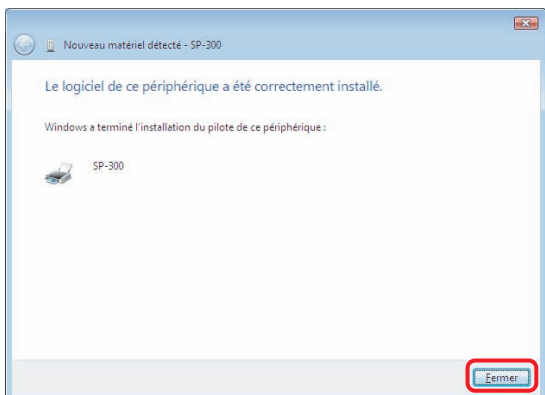 Nouveau matériel détecté - SP-300
Le logiciel de ce périphérique a été correctement installé.
Windows a terminé l'installation du pilote de ce périphérique :
SP-300
Fermer